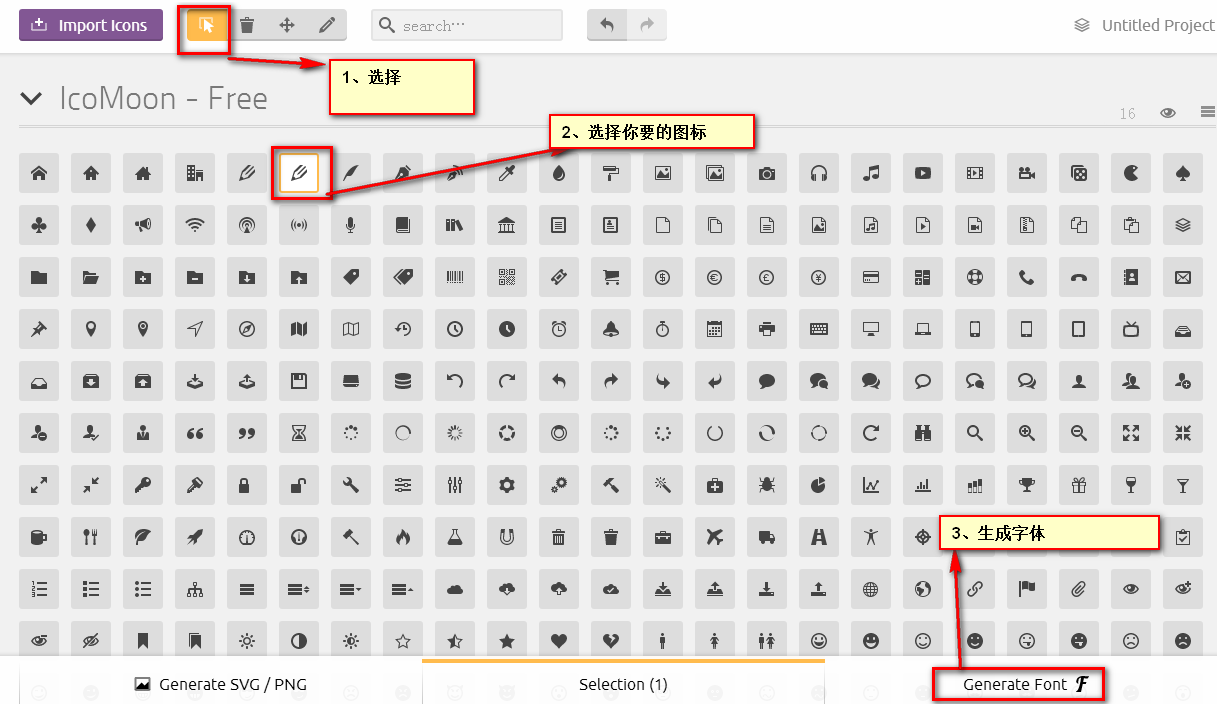 Import Icons
search...
Untitled Project
1、选择
IcoMoon - Free
16
2、选择你要的图标
3、生成字体
Generate SVG / PNG
Selection (1)
Generate Font